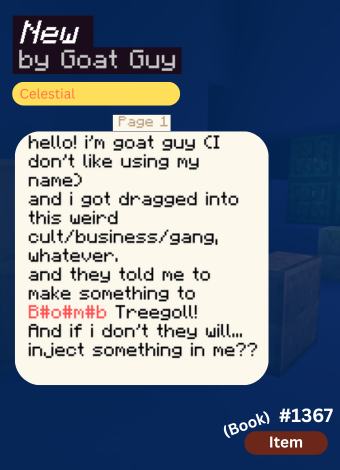 New
by Goat Guy
Celestial
Page 1
hello! i'm goat guy (I
don't like using my
name)
and i got dragged into
this weird
cult/business/gang,
whatever.
and they told me to
make something to
B#o#m#b Treegoll!
And if i don't they will...
inject something in me??
(Book) #1367
Item